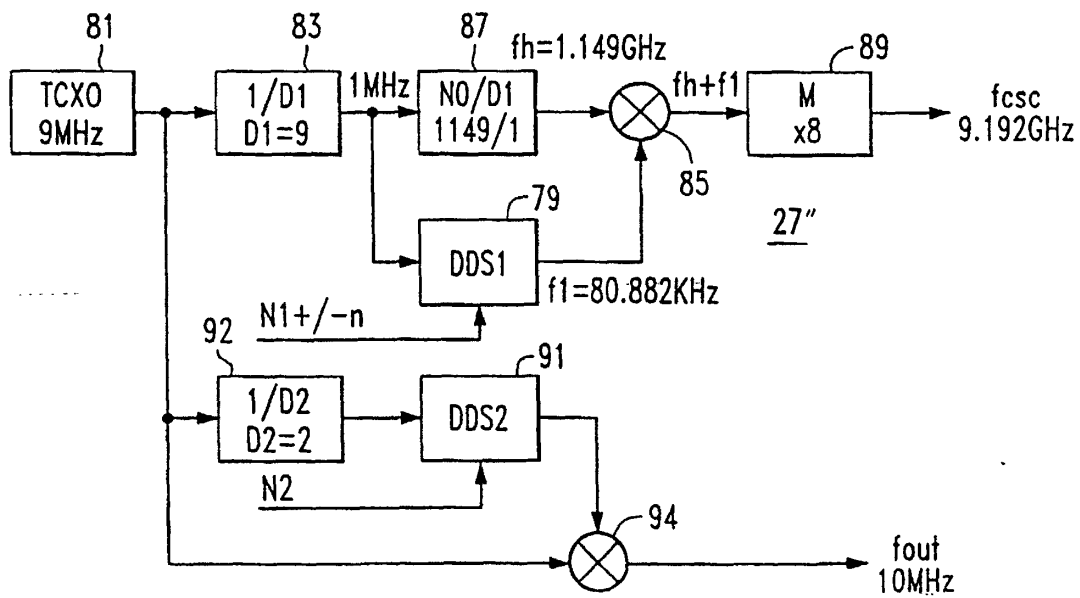 81
83
87
89
TCXO
9MHz
1/D1
D1=9
1MHz
NO/D1
1149/1
fh=1.149GHz
fh+f1
85
M
x8
fcsc
9.192GHz
27"
79
DDS1
f1=80.882KHz
N1+/-n
92
91
1/D2
D2=2
DDS2
N2
94
fout
10MHz